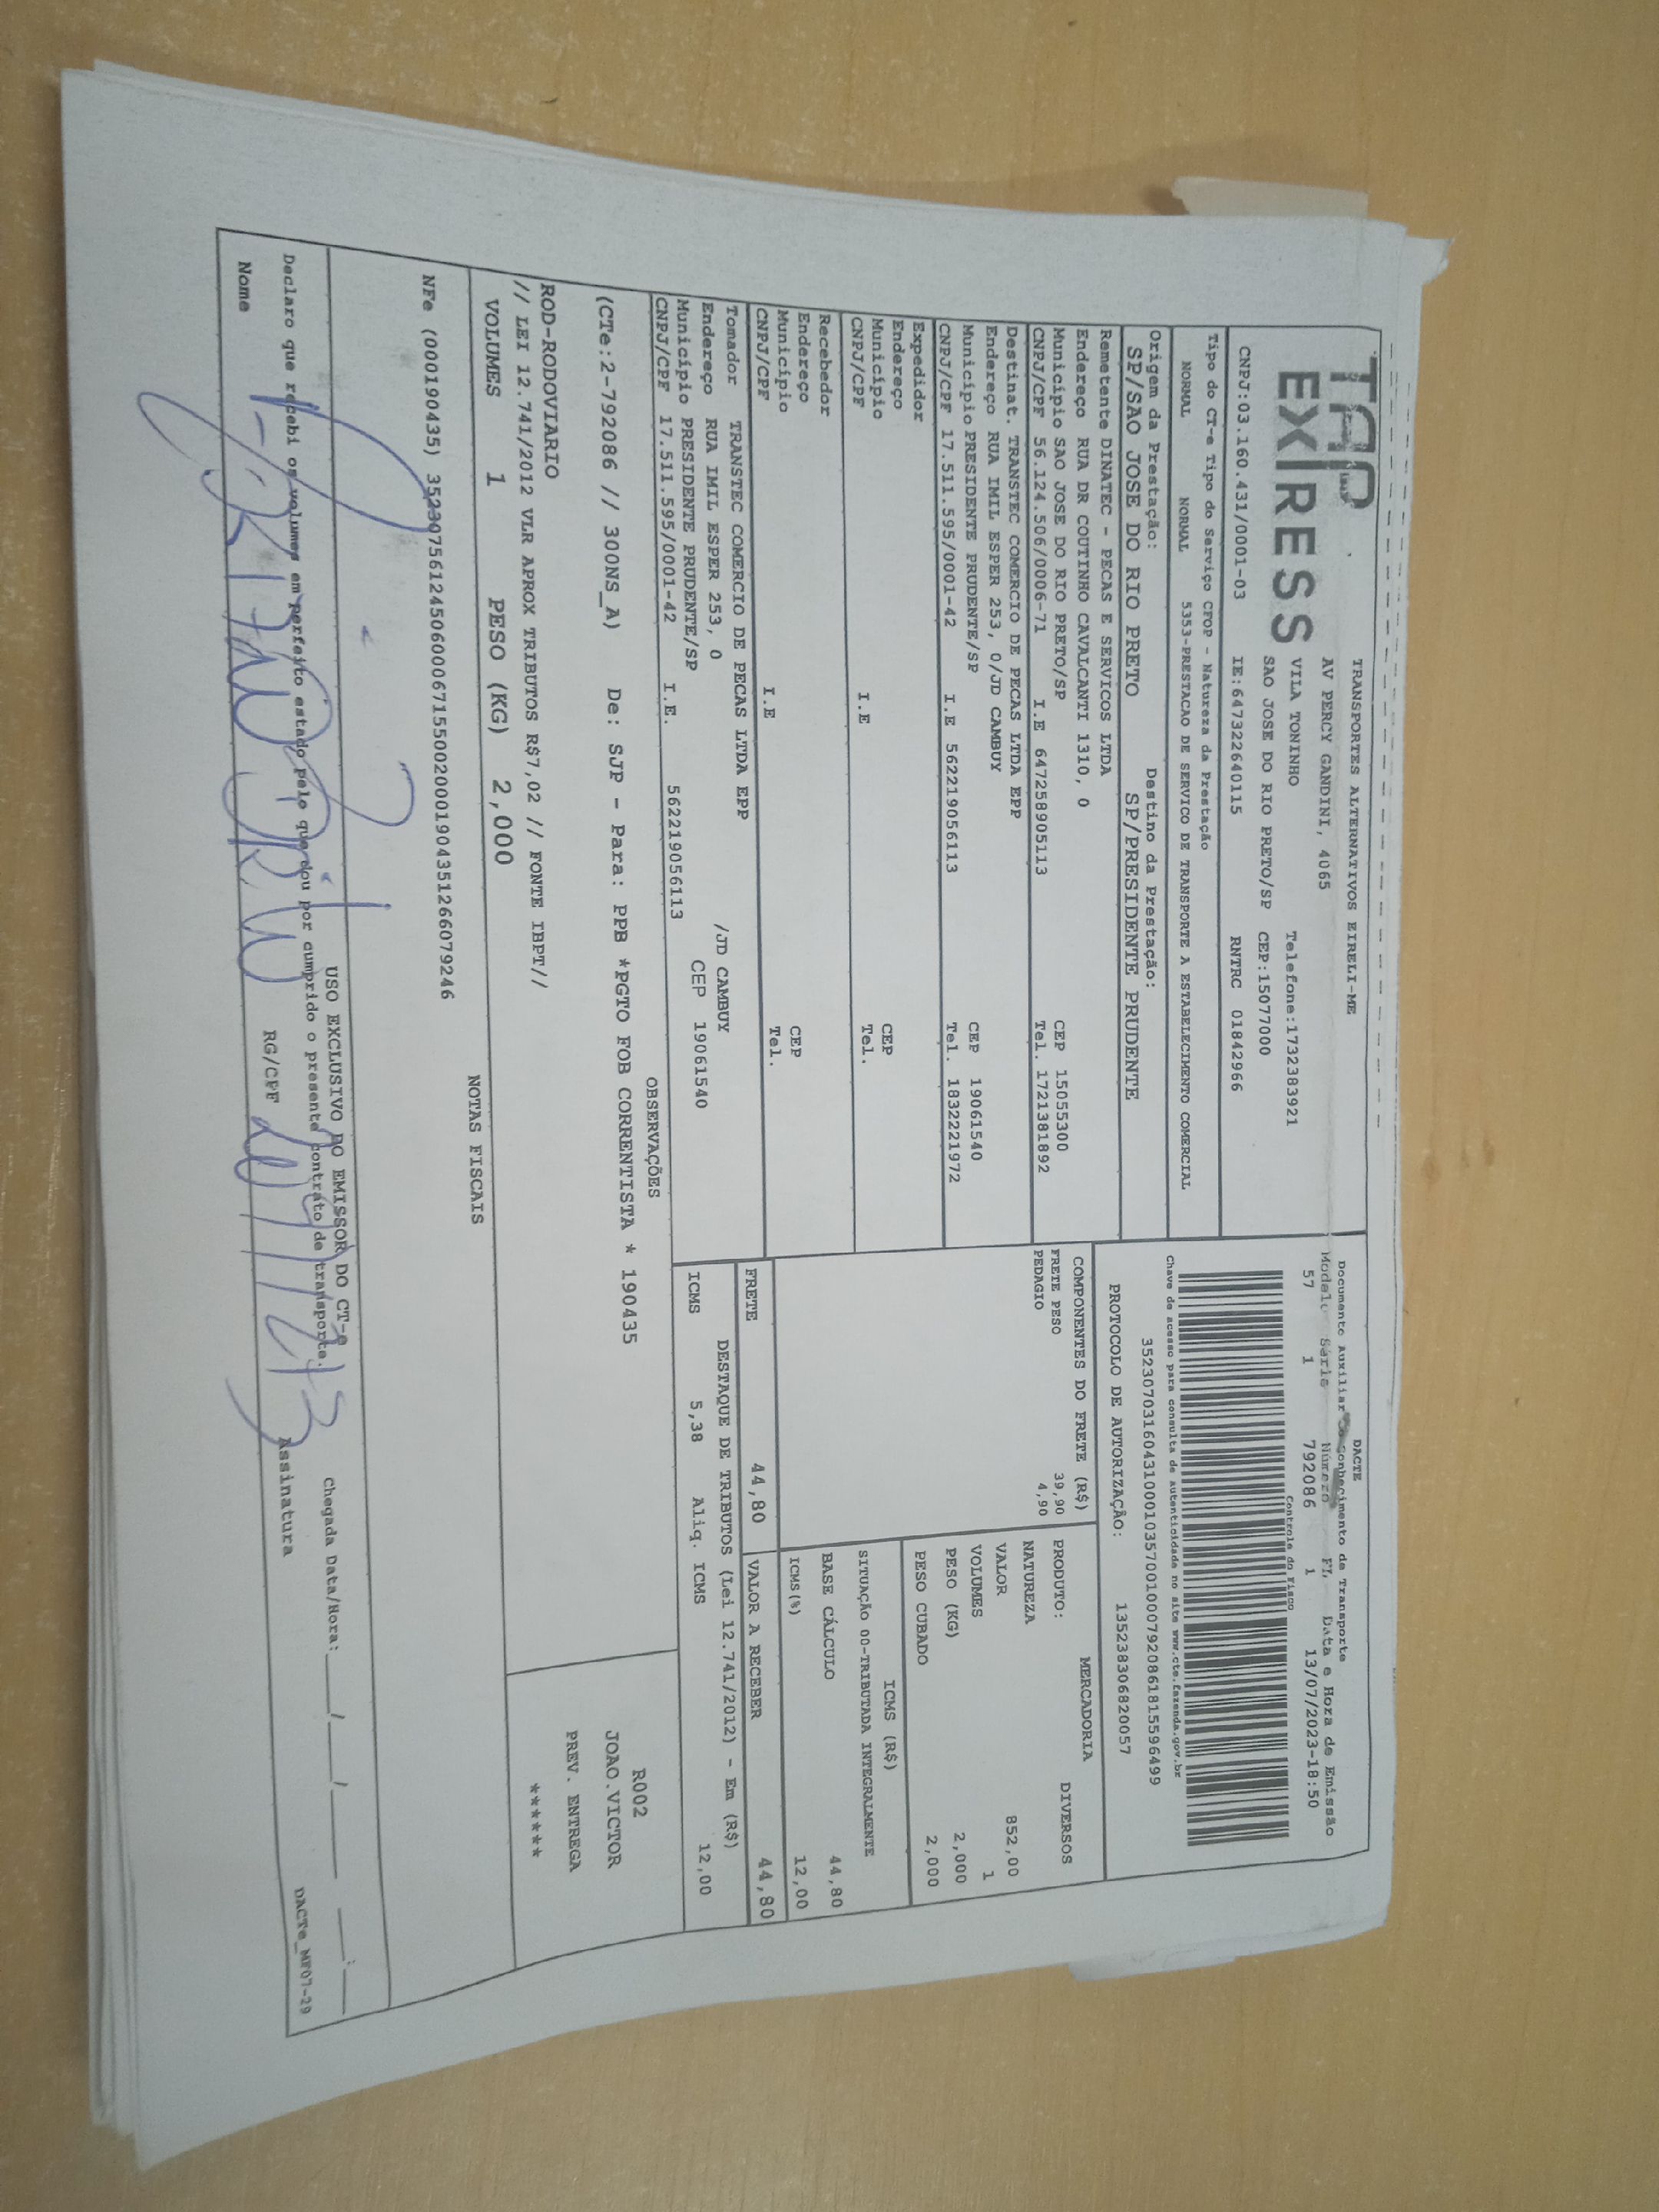 TAP
EXPRESS
TRANSPORTES ALTERNATIVOS EIRELI-ME
AV PERCY GANDINI, 4065
VILA TONINHO Telefone:1732383921
SAO JOSE DO RIO PRETO/SP CEP:15077000
CNPJ:03.160.431/0001-03 IE:647322640115 RNTRC 01842966
DACTE
Documento Auxiliar Conhecimento de Transporte
Modelo Série Número FL Data e Hora de Emissão
57 1 792086 1 13/07/2023-18:50
Controle do Fisco
Chave de acesso para consulta de autenticidade no site www.cte.fazenda.gov.br
35230703160431000103570010007920861815596499
PROTOCOLO DE AUTORIZAÇÃO: 135238306820057
Tipo do CT-e Tipo do Serviço CFOP - Natureza da Prestação
NORMAL NORMAL 5353-PRESTACAO DE SERVICO DE TRANSPORTE A ESTABELECIMENTO COMERCIAL
Origem da Prestação: Destino da Prestação:
SP/SAO JOSE DO RIO PRETO SP/PRESIDENTE PRUDENTE
Remetente DINATEC - PECAS E SERVICOS LTDA
Endereço RUA DR COUTINHO CAVALCANTI 1310, 0
Município SAO JOSE DO RIO PRETO/SP CEP 15055300
CNPJ/CPF 56.124.506/0006-71 I.E 647258905113 Tel. 1721381892
Destinat. TRANSTEC COMERCIO DE PECAS LTDA EPP
Endereço RUA IMIL ESPER 253, 0/JD CAMBUY
Município PRESIDENTE PRUDENTE/SP CEP 19061540
CNPJ/CPF 17.511.595/0001-42 I.E 562219056113 Tel. 1832221972
Expedidor
Endereço
Município CEP
CNPJ/CPF I.E Tel.
Recebedor
Endereço
Município CEP
CNPJ/CPF I.E Tel.
Tomador TRANSTEC COMERCIO DE PECAS LTDA EPP
Endereço RUA IMIL ESPER 253, 0 /JD CAMBUY
Município PRESIDENTE PRUDENTE/SP CEP 19061540
CNPJ/CPF 17.511.595/0001-42 I.E. 562219056113
COMPONENTES DO FRETE (R$)
FRETE PESO 39,90
PEDAGIO 4,90
MERCADORIA
PRODUTO: DIVERSOS
NATUREZA
VALOR 852,00
VOLUMES 1
PESO (KG) 2,000
PESO CUBADO 2,000
ICMS (R$)
SITUAÇÃO 00-TRIBUTADA INTEGRALMENTE
BASE CÁLCULO 44,80
ICMS(%) 12,00
FRETE 44,80 VALOR A RECEBER 44,80
DESTAQUE DE TRIBUTOS (Lei 12.741/2012) - Em (R$)
ICMS 5,38 Aliq. ICMS 12,00
OBSERVAÇÕES
(CTe:2-792086 // 300NS_A) De: SJP - Para: PPB *PGTO FOB CORRENTISTA * 190435
ROD-RODOVIARIO
// LEI 12.741/2012 VLR APROX TRIBUTOS R$7,02 // FONTE IBPT//
VOLUMES 1 PESO (KG) 2,000
R002
JOAO.VICTOR
PREV. ENTREGA
******
NOTAS FISCAIS
NFe (000190435) 35230756124506000671550020001904351266079246
USO EXCLUSIVO DO EMISSOR DO CT-e
Declaro que recebi os volumes em perfeito estado pelo que dou por cumprido o presente contrato de transporte.
Chegada Data/Hora: ___/___/_____ ___:___
Nome RG/CPF Assinatura
DACTe_MF07-29